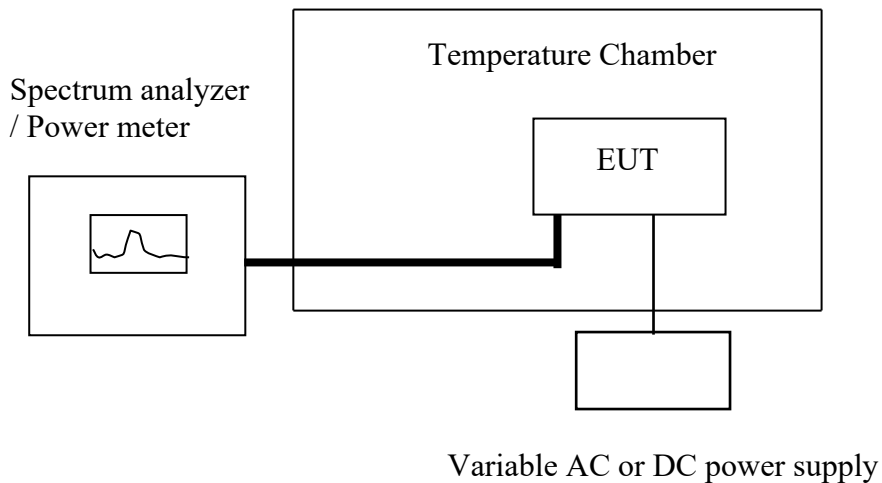 Temperature Chamber
Spectrum analyzer
/ Power meter
EUT
Variable AC or DC power supply